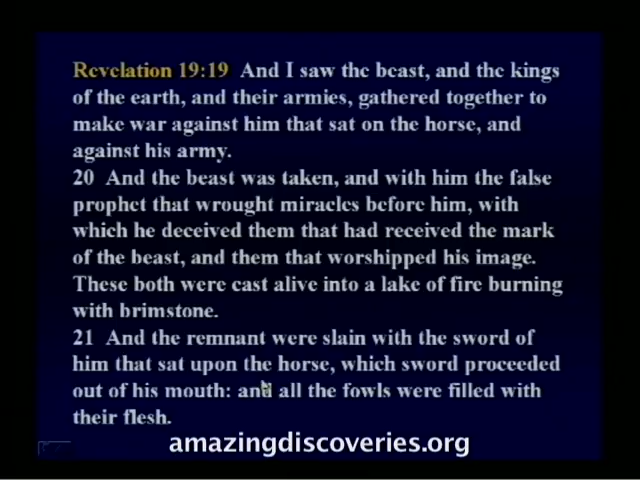 Revelation 19:19 And I saw the beast, and the kings
of the earth, and their armies, gathered together to
make war against him that sat on the horse, and
against his army.
20 And the beast was taken, and with him the false
prophet that wrought miracles before him, with
which he deceived them that had received the mark
of the beast, and them that worshipped his image.
These both were cast alive into a lake of fire burning
with brimstone.
21 And the remnant were slain with the sword of
him that sat upon the horse, which sword proceeded
out of his mouth: and all the fowls were filled with
their flesh.
amazingdiscoveries.org